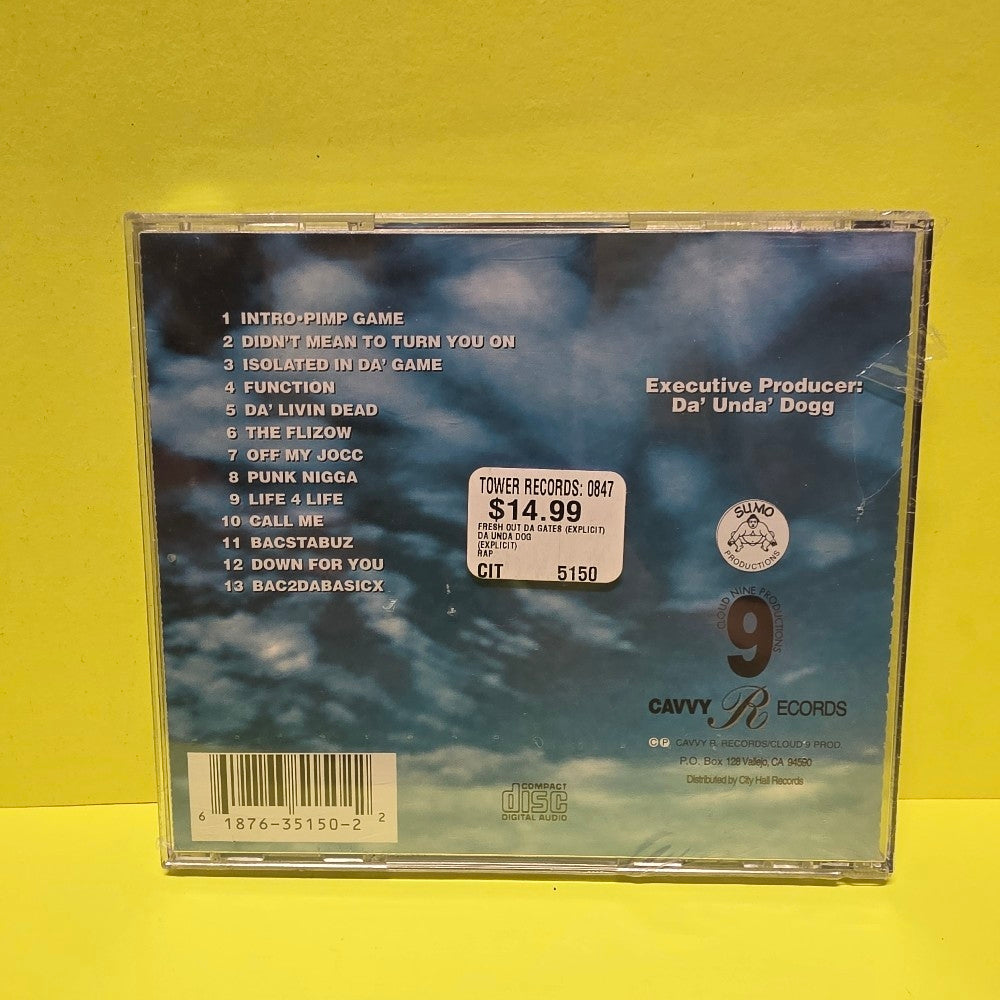 1 INTRO•PIMP GAME
2 DIDN'T MEAN TO TURN YOU ON
3 ISOLATED IN DA' GAME
4 FUNCTION
5 DA' LIVIN DEAD
6 THE FLIZOW
7 OFF MY JOCC
8 PUNK NIGGA
9 LIFE 4 LIFE
10 CALL ME
11 BACSTABUZ
12 DOWN FOR YOU
13 BAC2DABASICX
Executive Producer:
Da' Unda' Dogg
TOWER RECORDS: 0847
$14.99
FRESH OUT DA GATES (EXPLICIT)
DA UNDA DOG
(EXPLICIT)
RAP
CIT 5150
SUMO
PRODUCTIONS
CLOUD NINE PRODUCTIONS
9
CAVVY R ECORDS
© ℗ CAVVY R. RECORDS/CLOUD 9 PROD.
P.O. Box 128 Vallejo, CA 94590
Distributed by City Hall Records
6 1876-35150-2 2
COMPACT
disc
DIGITAL AUDIO